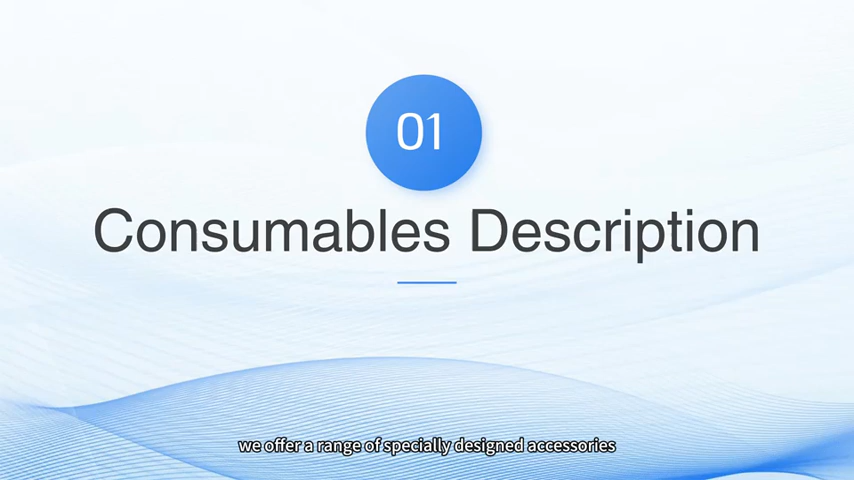 01
Consumables Description
we offer a range of specially designed accessories